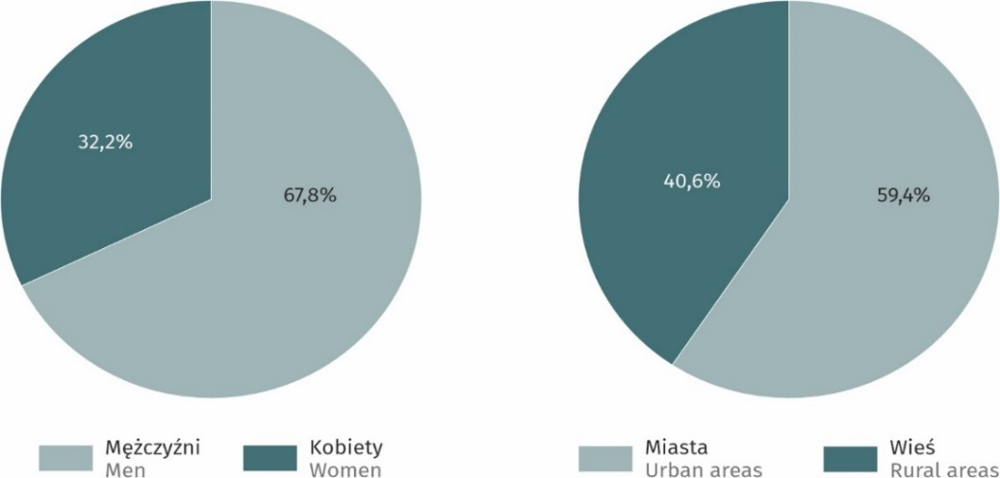 32,2%
67,8%
40,6%
59,4%
Mężczyźni
Men
Kobiety
Women
Miasta
Urban areas
Wieś
Rural areas